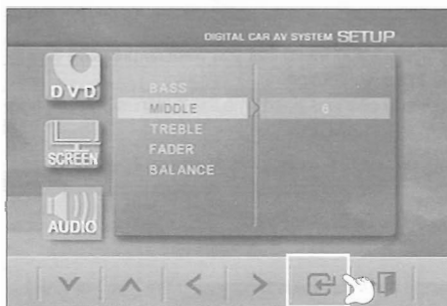 DIGITAL CAR AV SYSTEM SETUP
DVD
SCREEN
AUDIO
BASS
MIDDLE 6
TREBLE
FADER
BALANCE